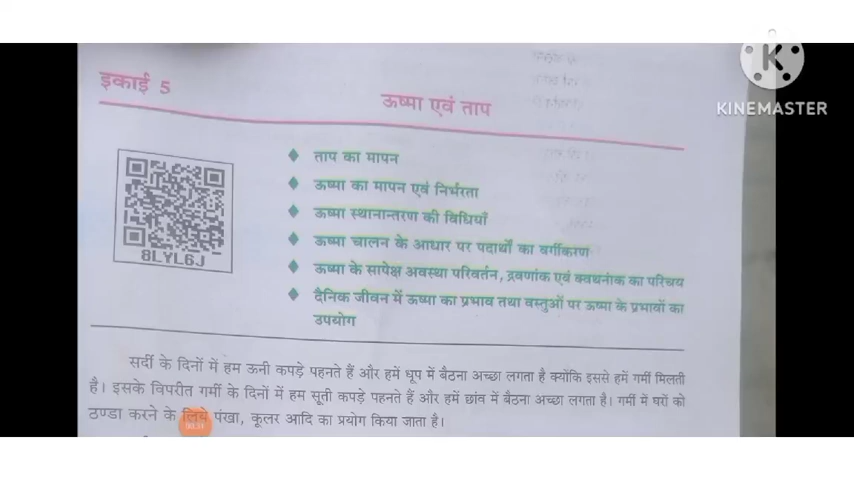 KINEMASTER
इकाई 5
ऊष्मा एवं ताप
ताप का मापन
ऊष्मा का मापन एवं निर्भरता
ऊष्मा स्थानान्तरण की विधियाँ
ऊष्मा चालन के आधार पर पदार्थों का वर्गीकरण
ऊष्मा के सापेक्ष अवस्था परिवर्तन, द्रवणांक एवं क्वथनांक का परिचय
दैनिक जीवन में ऊष्मा का प्रभाव तथा वस्तुओं पर ऊष्मा के प्रभावों का
उपयोग
8LYL6J
सर्दी के दिनों में हम ऊनी कपड़े पहनते हैं और हमें धूप में बैठना अच्छा लगता है क्योंकि इससे हमें गर्मी मिलती
है। इसके विपरीत गर्मी के दिनों में हम सूती कपड़े पहनते हैं और हमें छांव में बैठना अच्छा लगता है। गर्मी में घरों को
ठण्डा करने के लिये पंखा, कूलर आदि का प्रयोग किया जाता है।